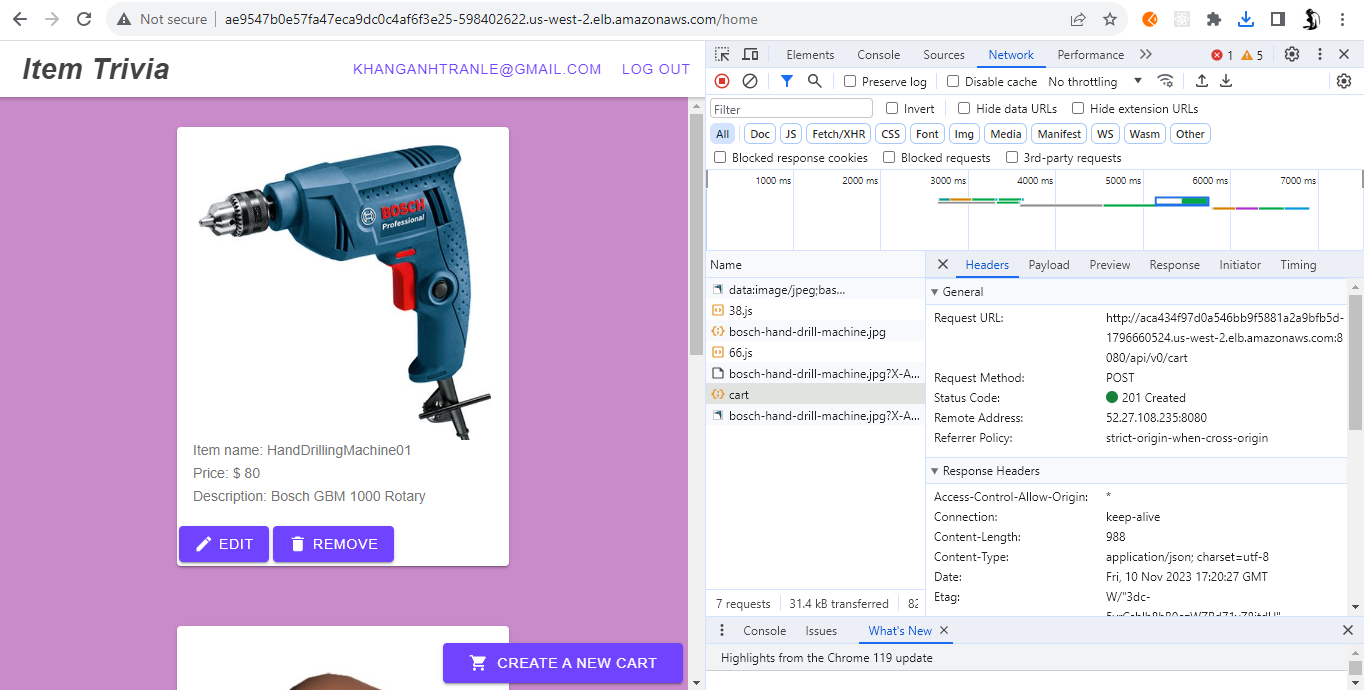 Not secure
ae9547b0e57fa47eca9dc0c4af6f3e25-598402622.us-west-2.elb.amazonaws.com/home
Item Trivia
KHANGANHTRANLE@GMAIL.COM LOG OUT
BOSCH
Professional
Item name: HandDrillingMachine01
Price: $ 80
Description: Bosch GBM 1000 Rotary
EDIT REMOVE
CREATE A NEW CART
Elements Console Sources Network Performance 1 5
Preserve log Disable cache No throttling
Filter Invert Hide data URLs Hide extension URLs
All Doc JS Fetch/XHR CSS Font Img Media Manifest WS Wasm Other
Blocked response cookies Blocked requests 3rd-party requests
1000 ms 2000 ms 3000 ms 4000 ms 5000 ms 6000 ms 7000 ms
Name
data:image/jpeg;bas...
38.js
bosch-hand-drill-machine.jpg
66.js
bosch-hand-drill-machine.jpg?X-A...
cart
bosch-hand-drill-machine.jpg?X-A...
7 requests 31.4 kB transferred 82
Headers Payload Preview Response Initiator Timing
General
Request URL: http://aca434f97d0a546bb9f5881a2a9bfb5d-
1796660524.us-west-2.elb.amazonaws.com:8
080/api/v0/cart
Request Method: POST
Status Code: 201 Created
Remote Address: 52.27.108.235:8080
Referrer Policy: strict-origin-when-cross-origin
Response Headers
Access-Control-Allow-Origin: *
Connection: keep-alive
Content-Length: 988
Content-Type: application/json; charset=utf-8
Date: Fri, 10 Nov 2023 17:20:27 GMT
Etag: W/"3dc-
Console Issues What's New
Highlights from the Chrome 119 update